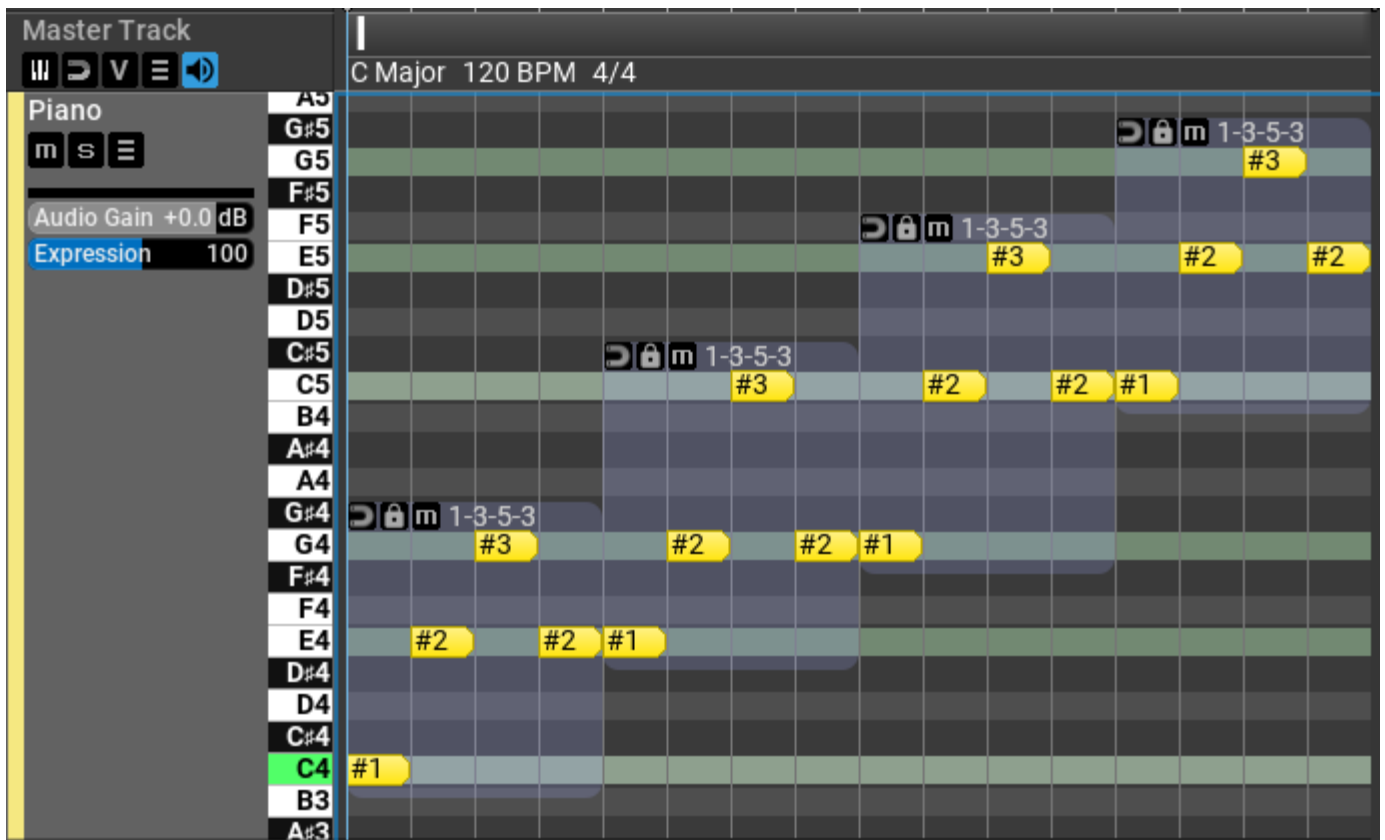 Master Track
V
C Major 120 BPM 4/4
Piano
m s
Audio Gain +0.0 dB
Expression 100
A5
G#5
G5
F#5
F5
E5
D#5
D5
C#5
C5
B4
A#4
A4
G#4
G4
F#4
F4
E4
D#4
D4
C#4
C4
B3
A#3
m 1-3-5-3
#3
m 1-3-5-3
#3 #2 #2
m 1-3-5-3
#3 #2 #2 #1
m 1-3-5-3
#3 #2 #2 #1
#2 #2 #1
#1